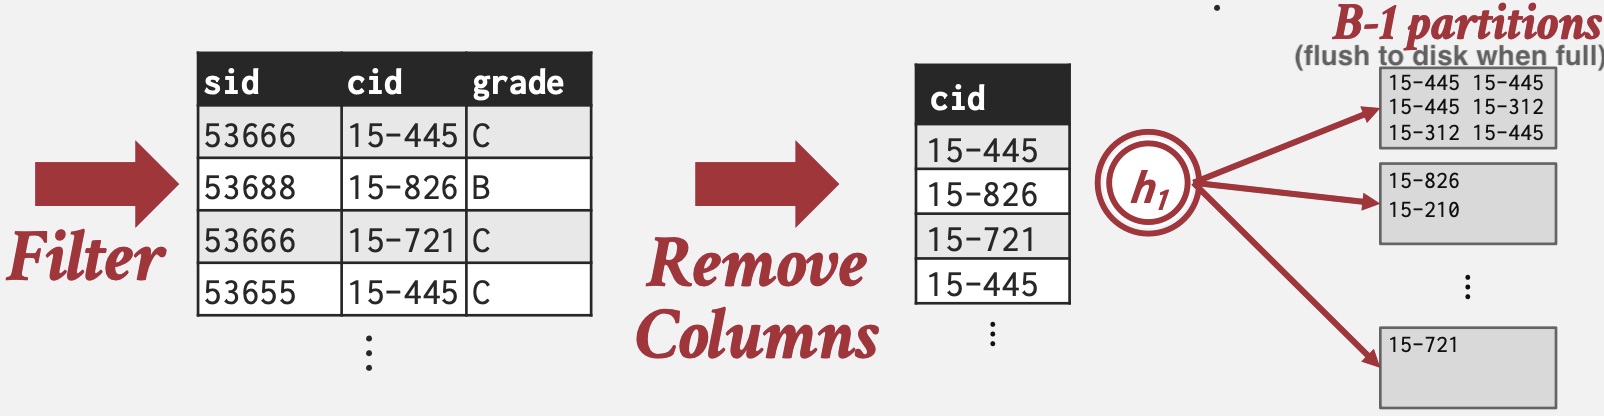 Filter
sid cid grade
53666 15-445 C
53688 15-826 B
53666 15-721 C
53655 15-445 C
Remove
Columns
cid
15-445
15-826
15-721
15-445
h1
B-1 partitions
(flush to disk when full)
15-445 15-445
15-445 15-312
15-312 15-445
15-826
15-210
15-721